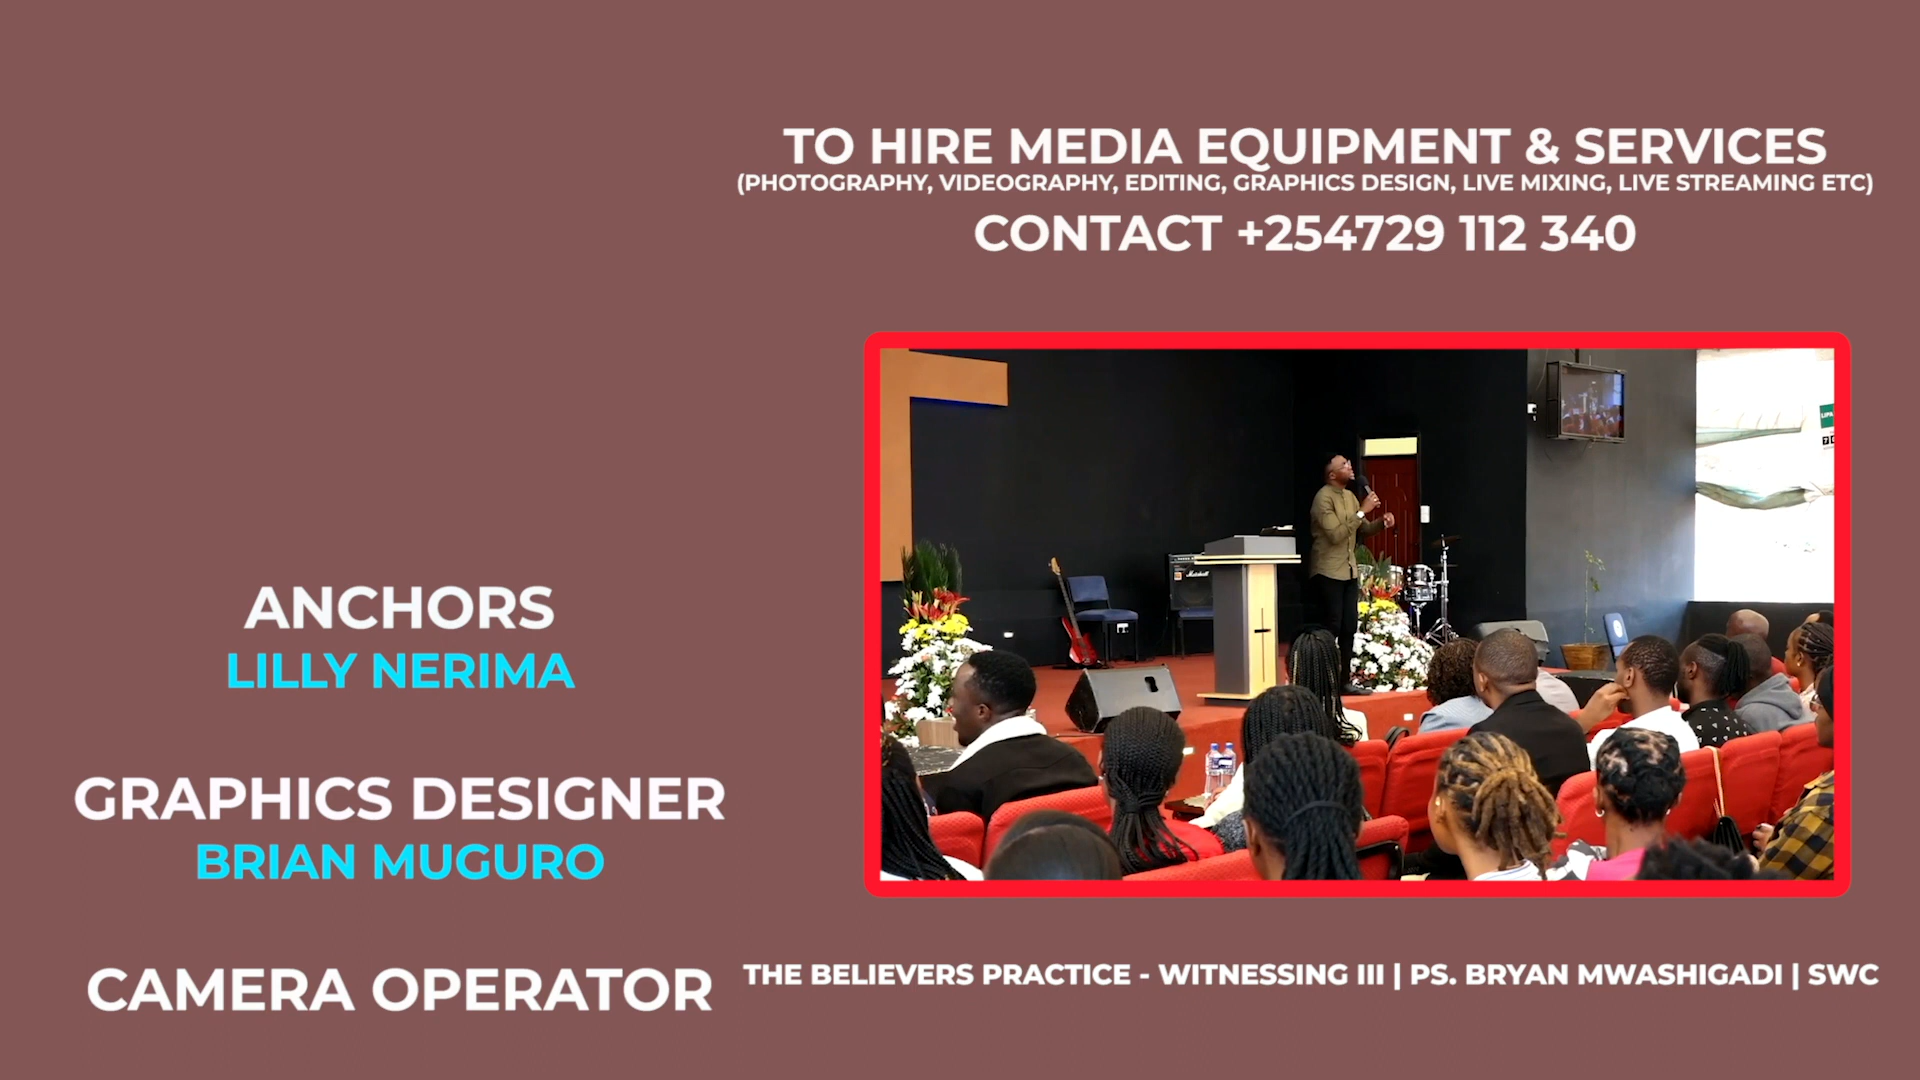 TO HIRE MEDIA EQUIPMENT & SERVICES
(PHOTOGRAPHY, VIDEOGRAPHY, EDITING, GRAPHICS DESIGN, LIVE MIXING, LIVE STREAMING ETC)
CONTACT +254729 112 340
ANCHORS
LILLY NERIMA
GRAPHICS DESIGNER
BRIAN MUGURO
CAMERA OPERATOR
Marshall
THE BELIEVERS PRACTICE - WITNESSING III | PS. BRYAN MWASHIGADI | SWC